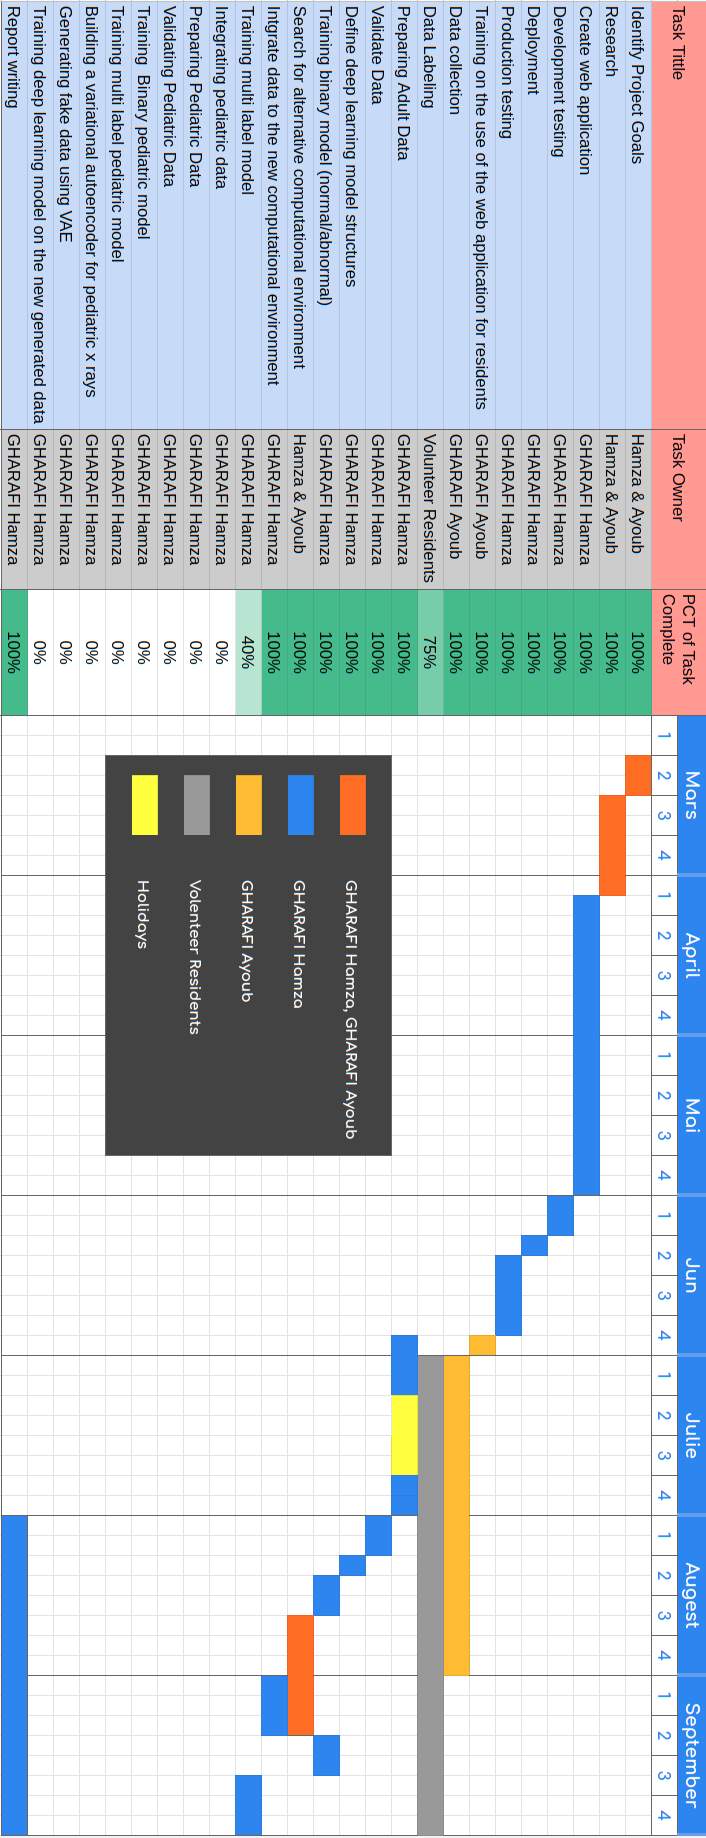 Task Tittle Task Owner PCT of Task Complete Mars April Mai Jun Julie Augest September
1 2 3 4 1 2 3 4 1 2 3 4 1 2 3 4 1 2 3 4 1 2 3 4 1 2 3 4
Identify Project Goals Hamza & Ayoub 100%
Research Hamza & Ayoub 100%
Create web application GHARAFI Hamza 100%
Development testing GHARAFI Hamza 100%
Deployment GHARAFI Hamza 100%
Production testing GHARAFI Hamza 100%
Training on the use of the web application for residents GHARAFI Ayoub 100%
Data collection GHARAFI Ayoub 100%
Data Labeling Volunteer Residents 75%
Preparing Adult Data GHARAFI Hamza 100%
Validate Data GHARAFI Hamza 100%
Define deep learning model structures GHARAFI Hamza 100%
Training binary model (normal/abnormal) GHARAFI Hamza 100%
Search for alternative computational environment Hamza & Ayoub 100%
Intgrate data to the new computational environment GHARAFI Hamza 100%
Training multi label model GHARAFI Hamza 40%
Integrating pediatric data GHARAFI Hamza 0%
Preparing Pediatric Data GHARAFI Hamza 0%
Validating Pediatric Data GHARAFI Hamza 0%
Training Binary pediatric model GHARAFI Hamza 0%
Training multi label pediatric model GHARAFI Hamza 0%
Building a variational autoencoder for pediatric x rays GHARAFI Hamza 0%
Generating fake data using VAE GHARAFI Hamza 0%
Training deep learning model on the new generated data GHARAFI Hamza 0%
Report writing GHARAFI Hamza 100%
GHARAFI Hamza, GHARAFI Ayoub
GHARAFI Hamza
GHARAFI Ayoub
Volenteer Residents
Holidays